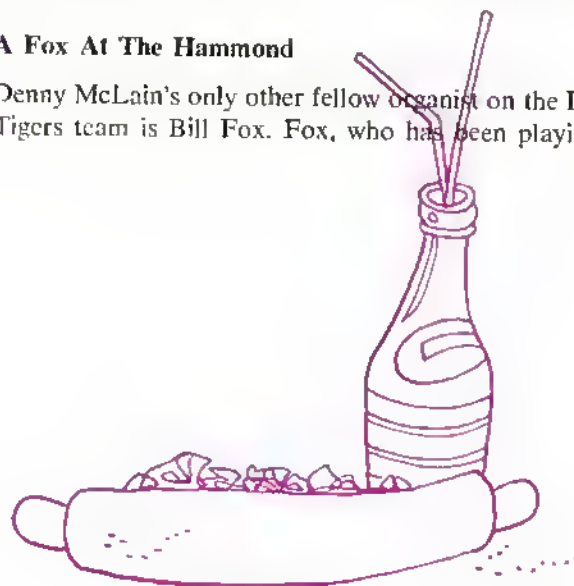 A Fox At The Hammond
Denny McLain's only other fellow organist on the
Tigers team is Bill Fox. Fox, who has been